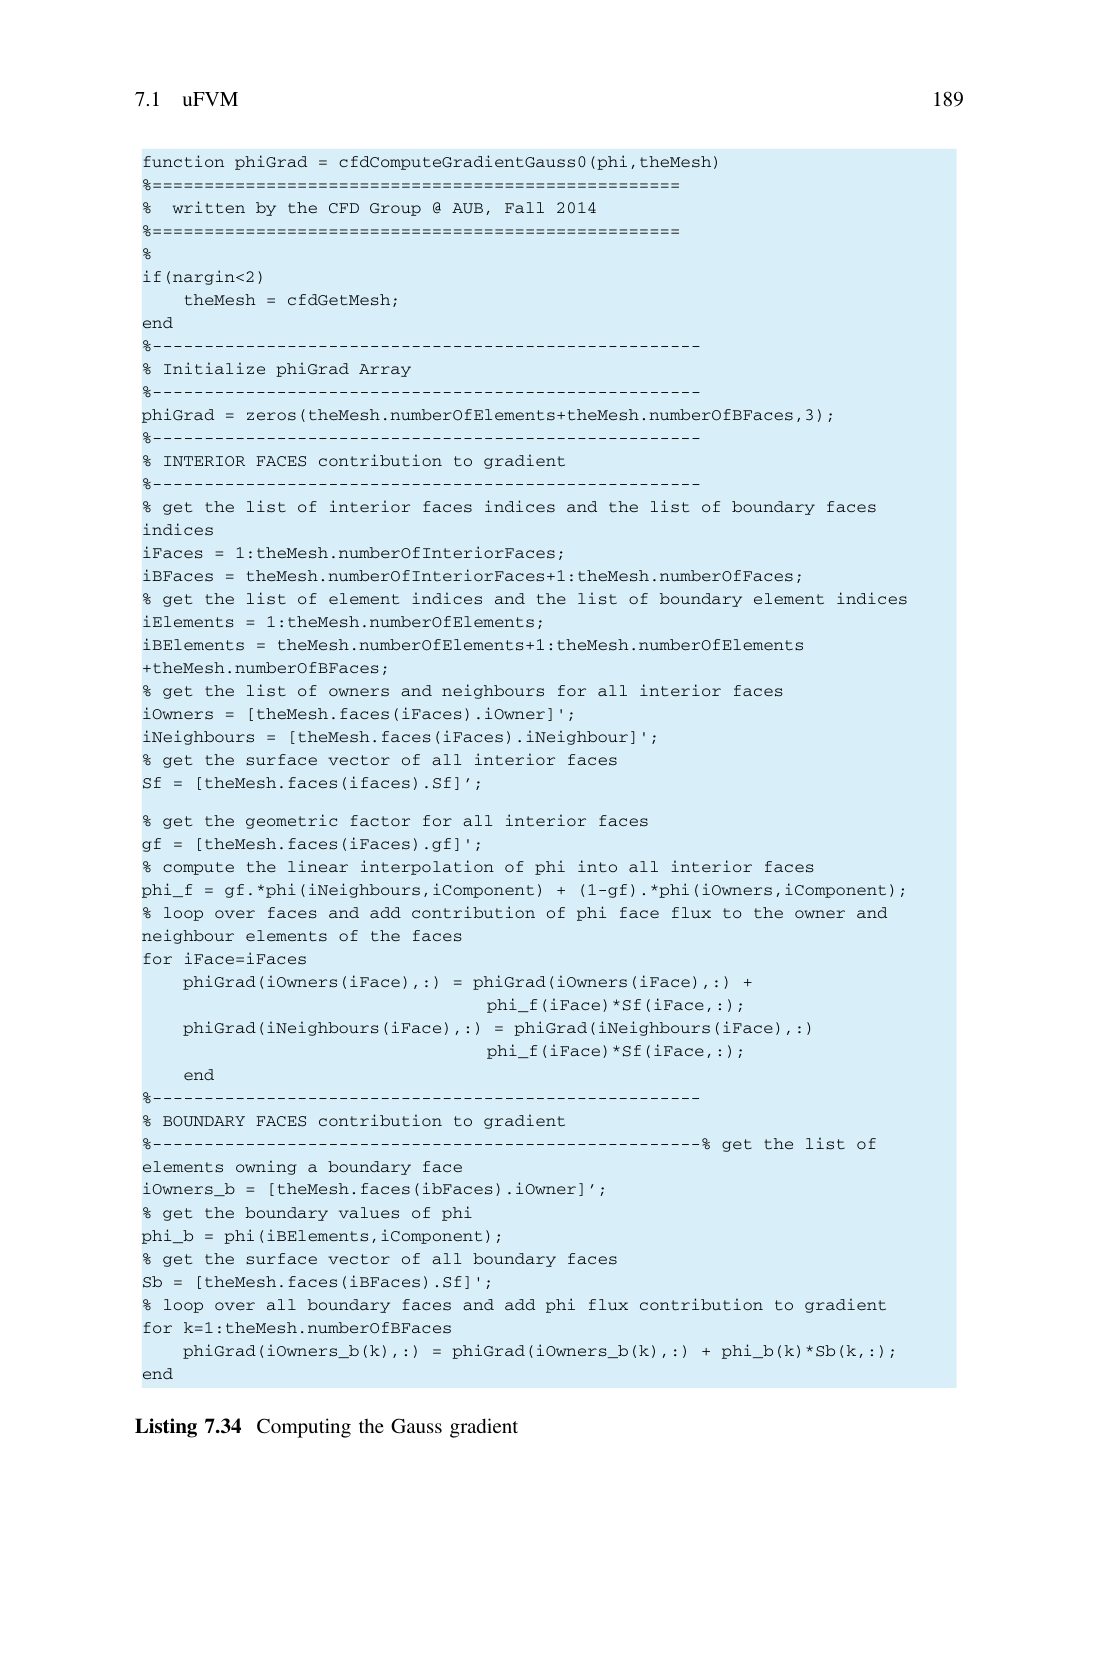 7.1 uFVM 189
function phiGrad = cfdComputeGradientGauss0(phi,theMesh)
%===================================================
%  written by the CFD Group @ AUB, Fall 2014
%===================================================
%
if(nargin<2)
    theMesh = cfdGetMesh;
end
%-----------------------------------------------------
% Initialize phiGrad Array
%-----------------------------------------------------
phiGrad = zeros(theMesh.numberOfElements+theMesh.numberOfBFaces,3);
%-----------------------------------------------------
% INTERIOR FACES contribution to gradient
%-----------------------------------------------------
% get the list of interior faces indices and the list of boundary faces
indices
iFaces = 1:theMesh.numberOfInteriorFaces;
iBFaces = theMesh.numberOfInteriorFaces+1:theMesh.numberOfFaces;
% get the list of element indices and the list of boundary element indices
iElements = 1:theMesh.numberOfElements;
iBElements = theMesh.numberOfElements+1:theMesh.numberOfElements
+theMesh.numberOfBFaces;
% get the list of owners and neighbours for all interior faces
iOwners = [theMesh.faces(iFaces).iOwner]';
iNeighbours = [theMesh.faces(iFaces).iNeighbour]';
% get the surface vector of all interior faces
Sf = [theMesh.faces(ifaces).Sf]’;
% get the geometric factor for all interior faces
gf = [theMesh.faces(iFaces).gf]';
% compute the linear interpolation of phi into all interior faces
phi_f = gf.*phi(iNeighbours,iComponent) + (1-gf).*phi(iOwners,iComponent);
% loop over faces and add contribution of phi face flux to the owner and
neighbour elements of the faces
for iFace=iFaces
    phiGrad(iOwners(iFace),:) = phiGrad(iOwners(iFace),:) +
                                 phi_f(iFace)*Sf(iFace,:);
    phiGrad(iNeighbours(iFace),:) = phiGrad(iNeighbours(iFace),:)
                                 phi_f(iFace)*Sf(iFace,:);
    end
%-----------------------------------------------------
% BOUNDARY FACES contribution to gradient
%-----------------------------------------------------% get the list of
elements owning a boundary face
iOwners_b = [theMesh.faces(ibFaces).iOwner]’;
% get the boundary values of phi
phi_b = phi(iBElements,iComponent);
% get the surface vector of all boundary faces
Sb = [theMesh.faces(iBFaces).Sf]';
% loop over all boundary faces and add phi flux contribution to gradient
for k=1:theMesh.numberOfBFaces
    phiGrad(iOwners_b(k),:) = phiGrad(iOwners_b(k),:) + phi_b(k)*Sb(k,:);
end
Listing 7.34 Computing the Gauss gradient